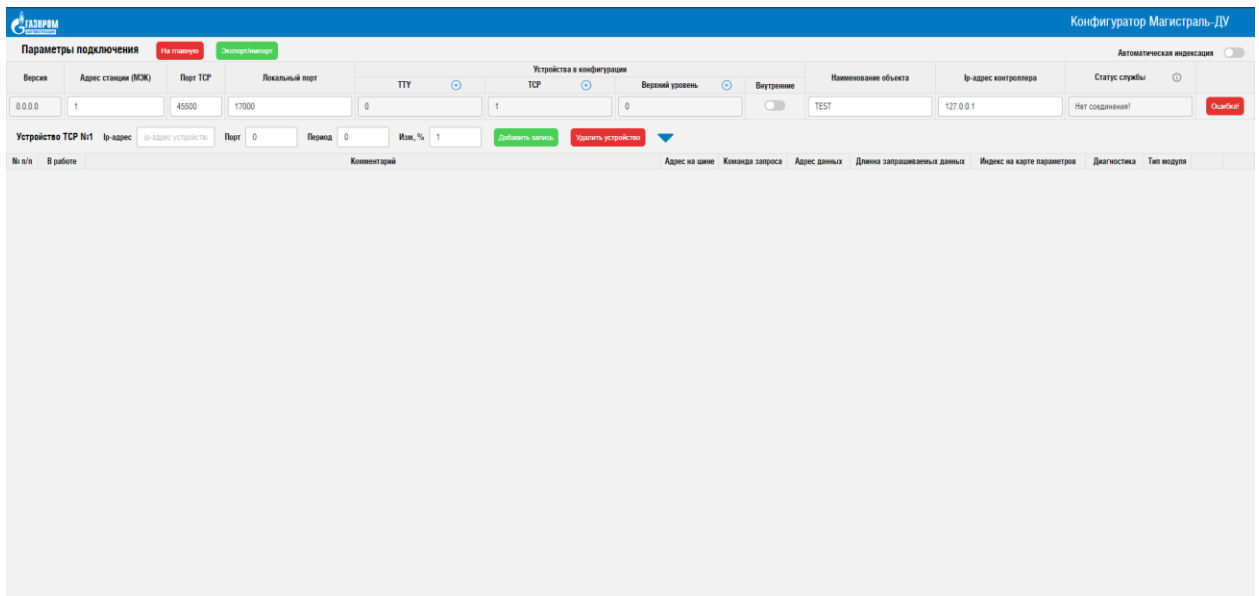 ГАЗПРОМ
Конфигуратор Магистраль-ДУ
Параметры подключения На главную Экспорт/импорт Автоматическая индексация
Устройства в конфигурации
Версия Адрес станции (МЭК) Порт TCP Локальный порт TTY TCP Верхний уровень Внутренние Наименование объекта Ip-адрес контроллера Статус службы
0.0.0.0 1 45500 17000 0 1 0 TEST 127.0.0.1 Нет соединения! Ошибка!
Устройство TCP №1 Ip-адрес ip-адрес устройства Порт 0 Период 0 Изм, % 1 Добавить запись Удалить устройство
№ п/п В работе Комментарий Адрес на шине Команда запроса Адрес данных Длинна запрашиваемых данных Индекс на карте параметров Диагностика Тип модуля